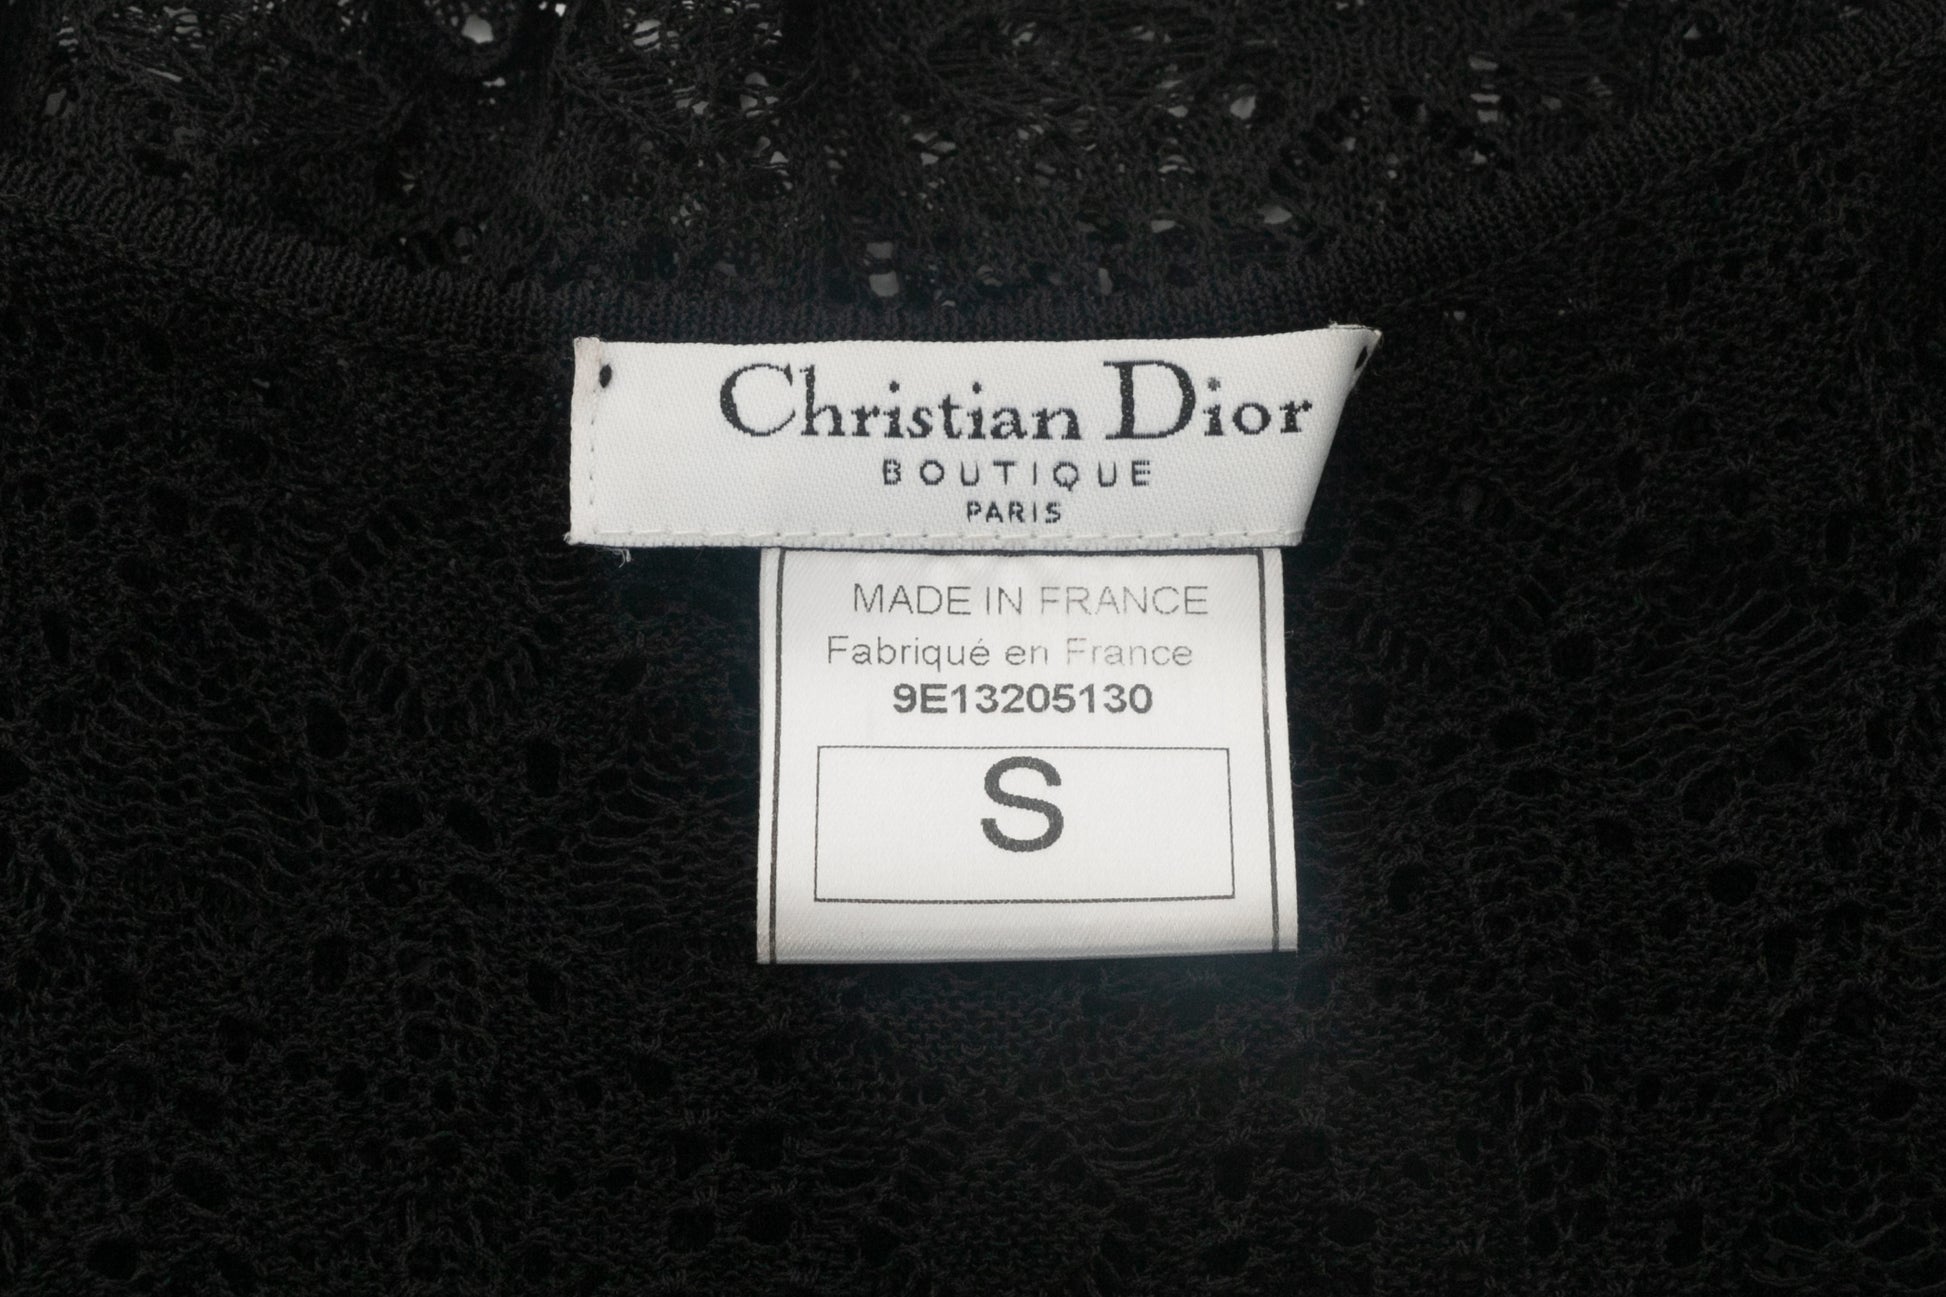 Christian Dior
BOUTIQUE
PARIS
MADE IN FRANCE
Fabriqué en France
9E13205130
S